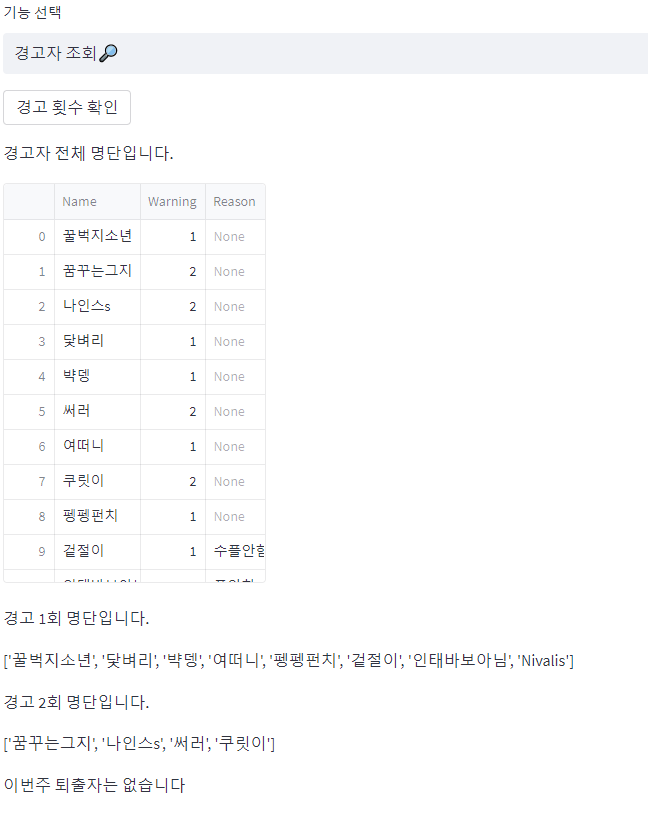 기능 선택
경고자 조회🔎
경고 횟수 확인
경고자 전체 명단입니다.
Name Warning Reason
0 꿀벅지소년 1 None
1 꿈꾸는그지 2 None
2 나인스s 2 None
3 닻벼리 1 None
4 뱍뎅 1 None
5 써러 2 None
6 여떠니 1 None
7 쿠릿이 2 None
8 펭펭펀치 1 None
9 겉절이 1 수플안함
경고 1회 명단입니다.
['꿀벅지소년', '닻벼리', '뱍뎅', '여떠니', '펭펭펀치', '겉절이', '인태바보아님', 'Nivalis']
경고 2회 명단입니다.
['꿈꾸는그지', '나인스s', '써러', '쿠릿이']
이번주 퇴출자는 없습니다